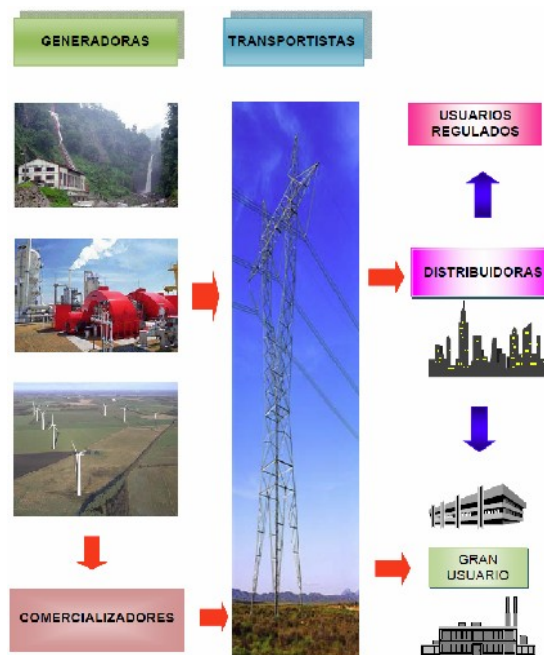 GENERADORAS
TRANSPORTISTAS
USUARIOS
REGULADOS
DISTRIBUIDORAS
GRAN
USUARIO
COMERCIALIZADORES